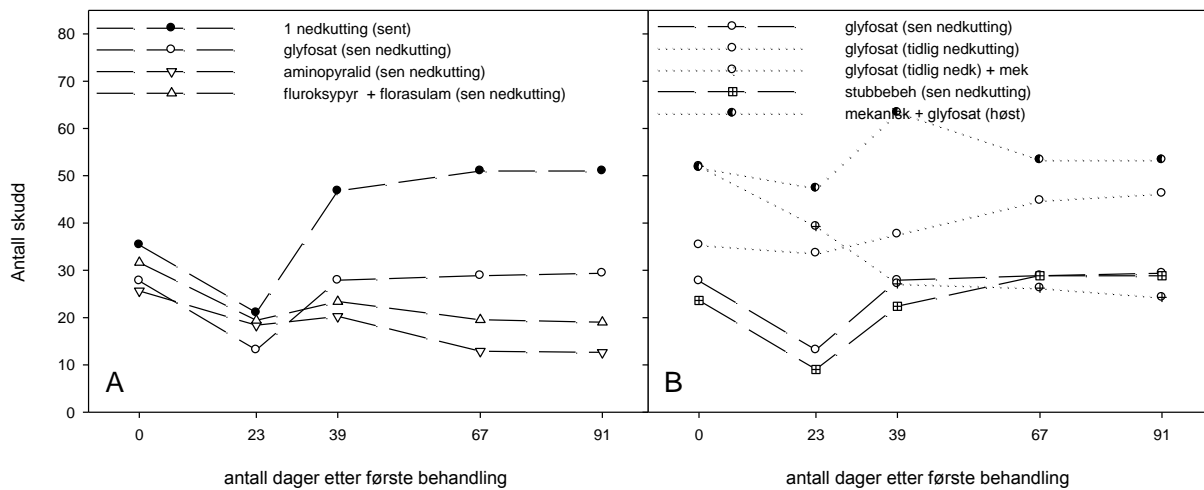 Antall skudd
80
70
60
50
40
30
20
10
0
1 nedkutting (sent)
glyfosat (sen nedkutting)
aminopyralid (sen nedkutting)
fluroksypyr + florasulam (sen nedkutting)
A
0 23 39 67 91
antall dager etter første behandling
glyfosat (sen nedkutting)
glyfosat (tidlig nedkutting)
glyfosat (tidlig nedk) + mek
stubbebeh (sen nedkutting)
mekanisk + glyfosat (høst)
B
0 23 39 67 91
antall dager etter første behandling